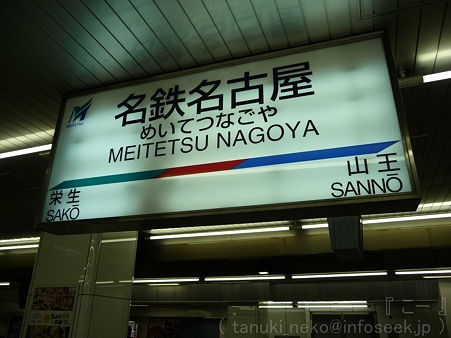 名鉄名古屋
めいてつなごや
MEITETSU NAGOYA
栄生
SAKŌ
山王
SANNŌ
『こー』
( tanuki_neko@infoseek.jp )